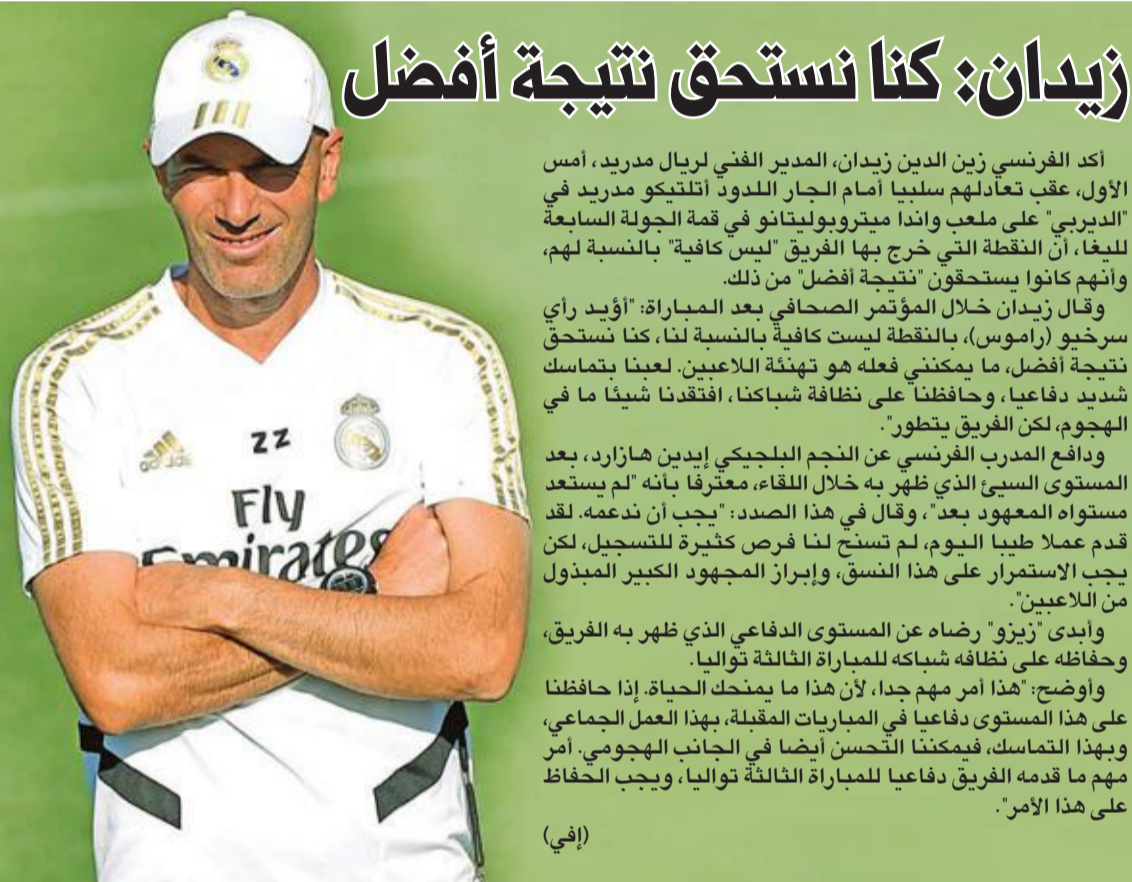 زيدان: كنا نستحق نتيجة أفضل
أكد الفرنسي زين الدين زيدان، المدير الفني لريال مدريد، أمس
الأول، عقب تعادلهم سلبيا أمام الجار اللدود أتلتيكو مدريد في
"الديربي" على ملعب واندا ميتروبوليتانو في قمة الجولة السابعة
لليغا، أن النقطة التي خرج بها الفريق "ليس كافية" بالنسبة لهم،
وأنهم كانوا يستحقون "نتيجة أفضل" من ذلك.
وقال زيدان خلال المؤتمر الصحافي بعد المباراة: "أؤيد رأي
سرخيو (راموس)، بالنقطة ليست كافية بالنسبة لنا، كنا نستحق
نتيجة أفضل، ما يمكنني فعله هو تهنئة اللاعبين. لعبنا بتماسك
شديد دفاعيا، وحافظنا على نظافة شباكنا، افتقدنا شيئا ما في
الهجوم، لكن الفريق يتطور".
ودافع المدرب الفرنسي عن النجم البلجيكي إيدين هازارد، بعد
المستوى السيئ الذي ظهر به خلال اللقاء، معترفا بأنه "لم يستعد
مستواه المعهود بعد"، وقال في هذا الصدد: "يجب أن ندعمه. لقد
قدم عملا طيبا اليوم، لم تسنح لنا فرص كثيرة للتسجيل، لكن
يجب الاستمرار على هذا النسق، وإبراز المجهود الكبير المبذول
من اللاعبين".
وأبدى "زيزو" رضاه عن المستوى الدفاعي الذي ظهر به الفريق،
وحفاظه على نظافه شباكه للمباراة الثالثة تواليا.
وأوضح: "هذا أمر مهم جدا، لأن هذا ما يمنحك الحياة. إذا حافظنا
على هذا المستوى دفاعيا في المباريات المقبلة، بهذا العمل الجماعي،
وبهذا التماسك، فيمكننا التحسن أيضا في الجانب الهجومي. أمر
مهم ما قدمه الفريق دفاعيا للمباراة الثالثة تواليا، ويجب الحفاظ
على هذا الأمر".
(إفي)
adidas
ZZ
Fly
Emirates